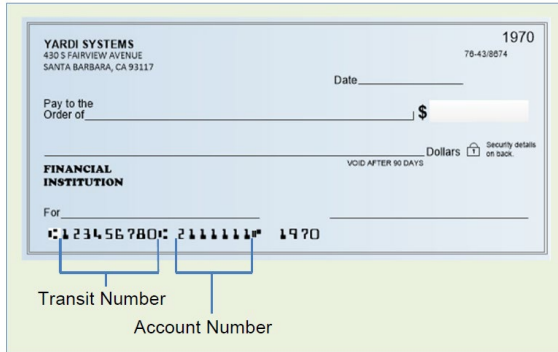 1970
YARDI SYSTEMS
430 S FAIRVIEW AVENUE
SANTA BARBARA, CA 93117
76-43/8674
Date
Pay to the
Order of
$
Dollars
Security details
on back.
VOID AFTER 90 DAYS
FINANCIAL
INSTITUTION
For
⑆123456780⑆ 2111111⑈ 1970
Transit Number
Account Number